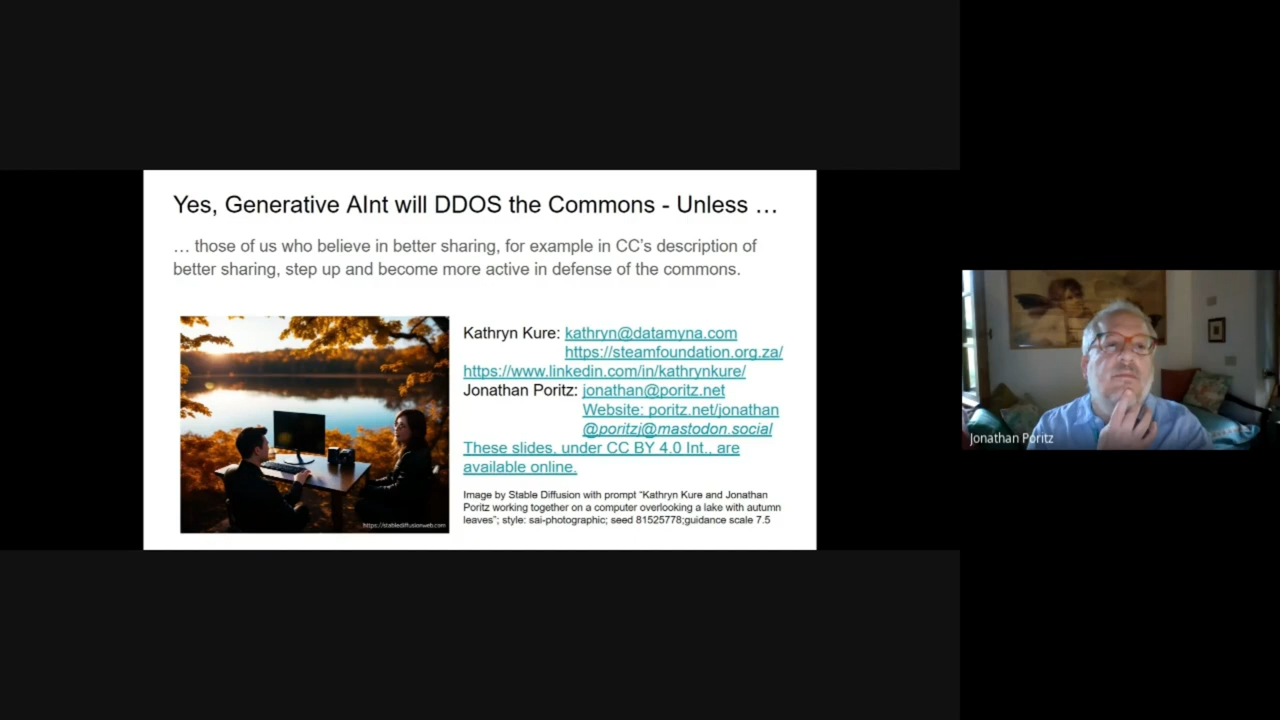 Yes, Generative AInt will DDOS the Commons - Unless …
… those of us who believe in better sharing, for example in CC's description of
better sharing, step up and become more active in defense of the commons.
Kathryn Kure: kathryn@datamyna.com
https://steamfoundation.org.za/
https://www.linkedin.com/in/kathrynkure/
Jonathan Poritz: jonathan@poritz.net
Website: poritz.net/jonathan
@poritzj@mastodon.social
These slides, under CC BY 4.0 Int., are
available online.
Image by Stable Diffusion with prompt “Kathryn Kure and Jonathan
Poritz working together on a computer overlooking a lake with autumn
leaves”; style: sai-photographic; seed 81525778;guidance scale 7.5
https://stablediffusionweb.com
Jonathan Poritz